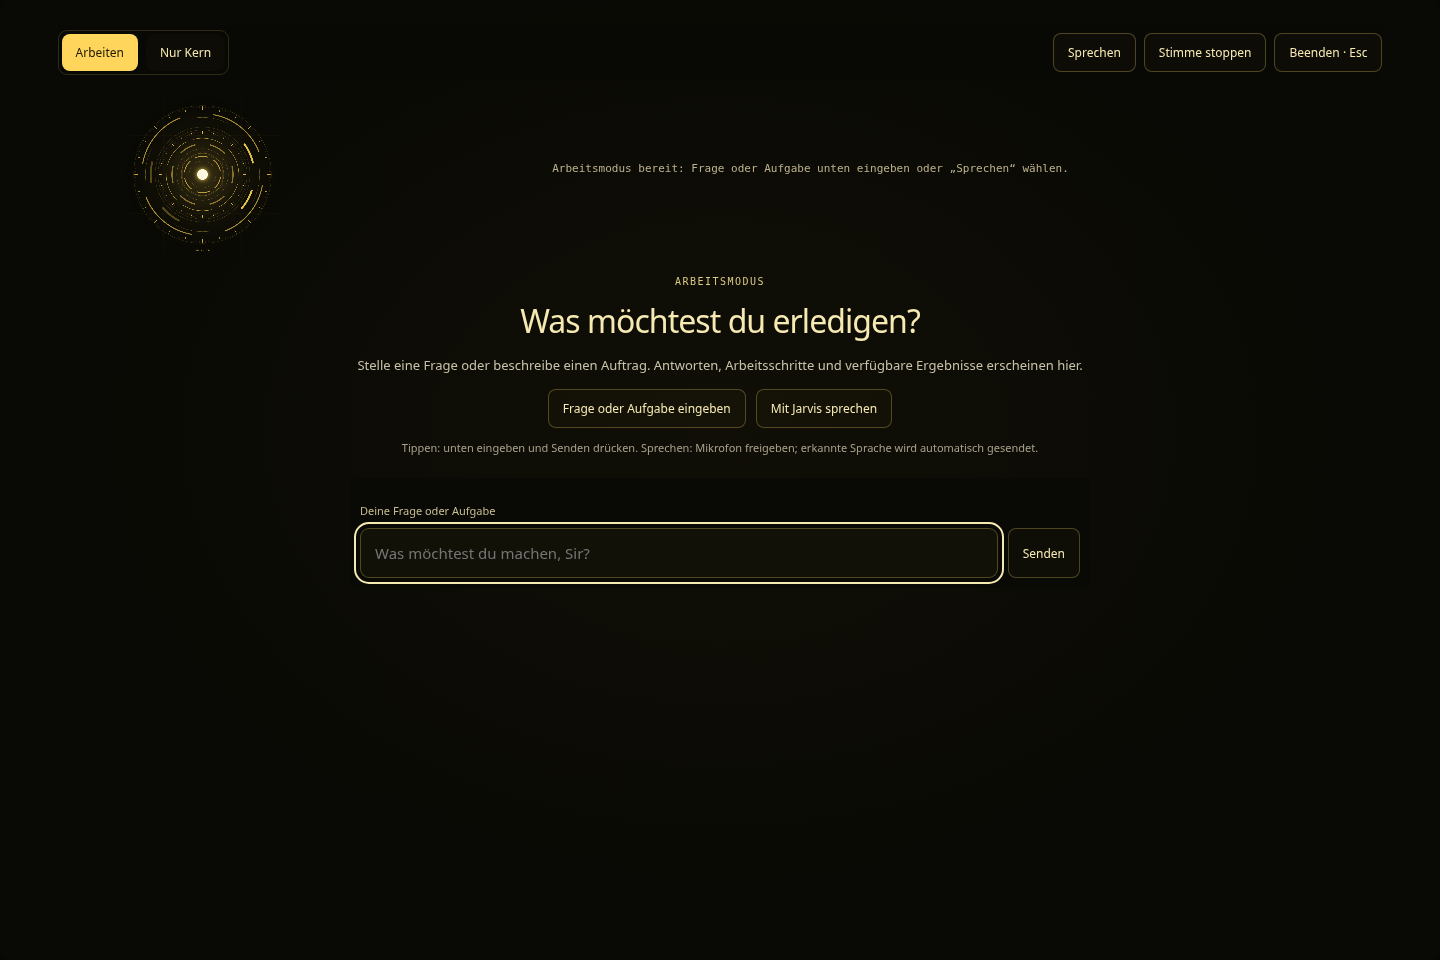 Arbeiten
Nur Kern
Sprechen
Stimme stoppen
Beenden · Esc
Arbeitsmodus bereit: Frage oder Aufgabe unten eingeben oder „Sprechen“ wählen.
ARBEITSMODUS
Was möchtest du erledigen?
Stelle eine Frage oder beschreibe einen Auftrag. Antworten, Arbeitsschritte und verfügbare Ergebnisse erscheinen hier.
Frage oder Aufgabe eingeben
Mit Jarvis sprechen
Tippen: unten eingeben und Senden drücken. Sprechen: Mikrofon freigeben; erkannte Sprache wird automatisch gesendet.
Deine Frage oder Aufgabe
Was möchtest du machen, Sir?
Senden